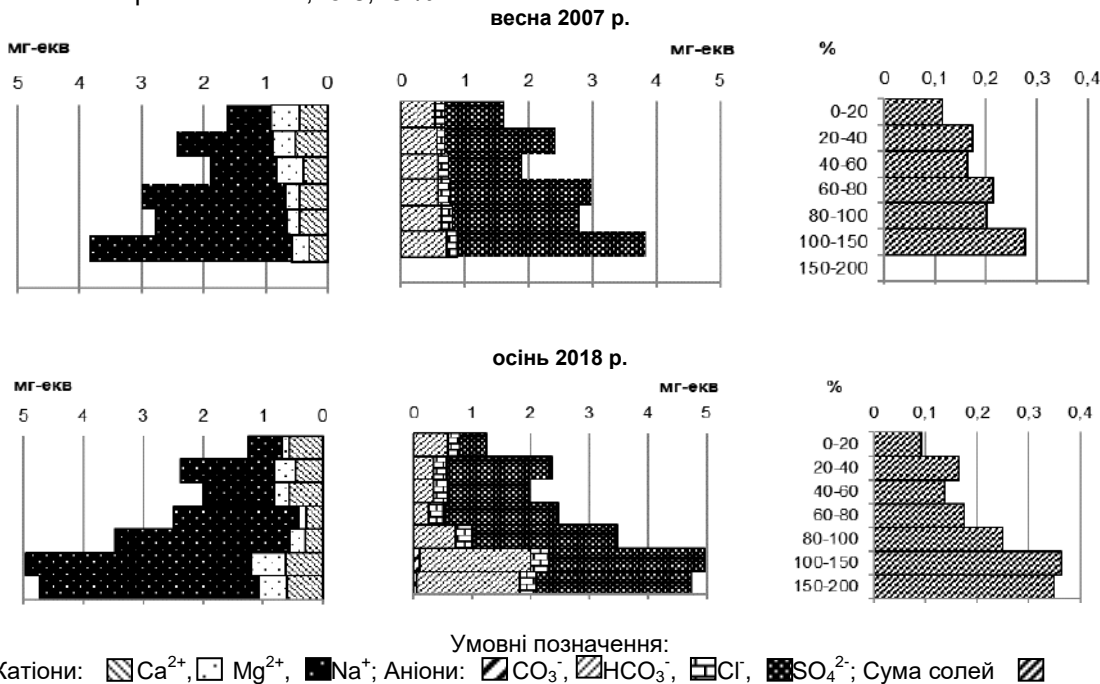 весна 2007 р.
мг-екв мг-екв %
5 4 3 2 1 0 0 1 2 3 4 5 0 0,1 0,2 0,3 0,4
0-20
20-40
40-60
60-80
80-100
100-150
150-200
осінь 2018 р.
мг-екв мг-екв %
5 4 3 2 1 0 0 1 2 3 4 5 0 0,1 0,2 0,3 0,4
0-20
20-40
40-60
60-80
80-100
100-150
150-200
Умовні позначення:
Катіони: Ca²⁺, Mg²⁺, Na⁺; Аніони: CO₃⁻, HCO₃⁻, Cl⁻, SO₄²⁻; Сума солей